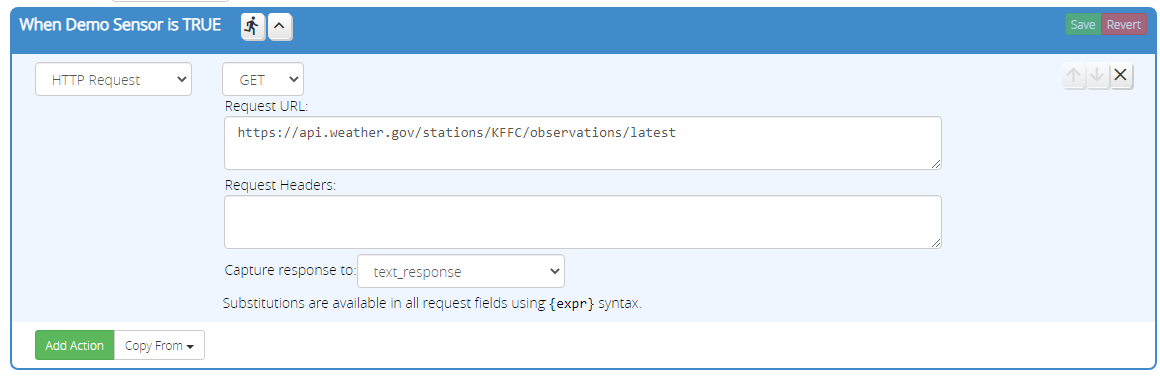 When Demo Sensor is TRUE
Save Revert
HTTP Request GET
Request URL:
https://api.weather.gov/stations/KFFC/observations/latest
Request Headers:
Capture response to: text_response
Substitutions are available in all request fields using {expr} syntax.
Add Action Copy From